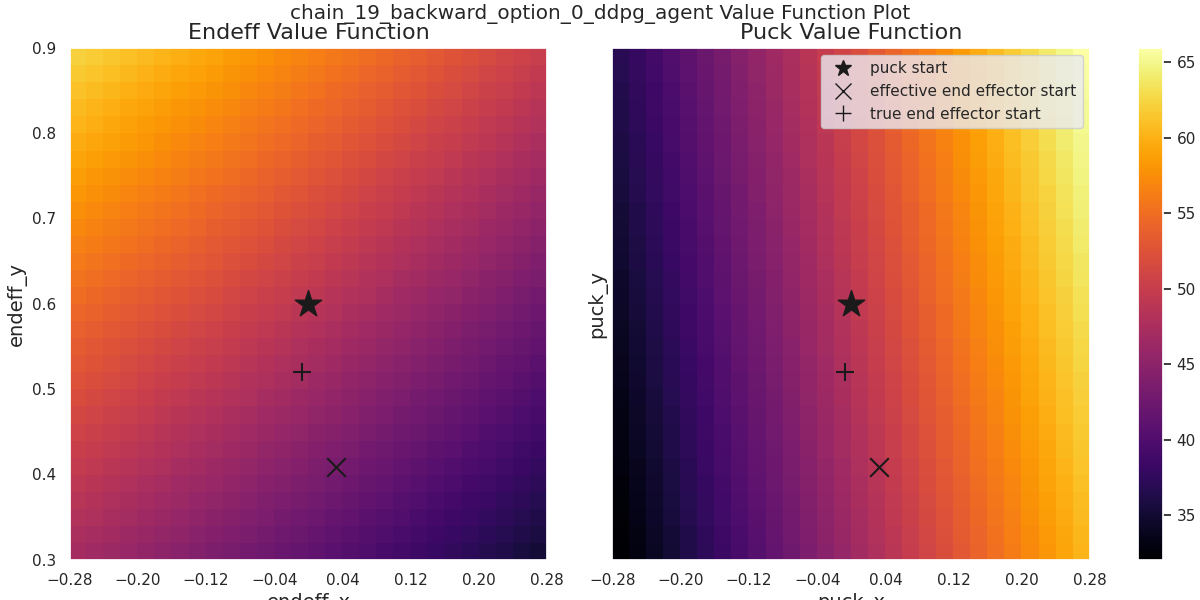 chain_19_backward_option_0_ddpg_agent Value Function Plot
Endeff Value Function
Puck Value Function
puck start
effective end effector start
true end effector start
0.9
0.8
0.7
0.6
0.5
0.4
0.3
endeff_y
−0.28 −0.20 −0.12 −0.04 0.04 0.12 0.20 0.28
endeff_x
puck_y
−0.28 −0.20 −0.12 −0.04 0.04 0.12 0.20 0.28
puck_x
65
60
55
50
45
40
35